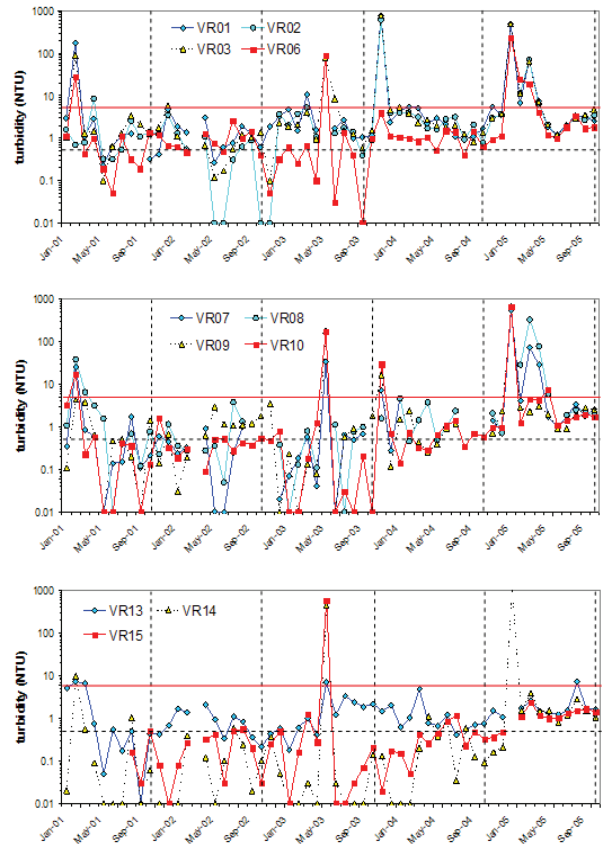 1000
100
10
1
0.1
0.01
turbidity (NTU)
VR01 VR02
VR03 VR06
Jan-01 May-01 Sep-01 Jan-02 May-02 Sep-02 Jan-03 May-03 Sep-03 Jan-04 May-04 Sep-04 Jan-05 May-05 Sep-05
1000
100
10
1
0.1
0.01
turbidity (NTU)
VR07 VR08
VR09 VR10
Jan-01 May-01 Sep-01 Jan-02 May-02 Sep-02 Jan-03 May-03 Sep-03 Jan-04 May-04 Sep-04 Jan-05 May-05 Sep-05
1000
100
10
1
0.1
0.01
turbidity (NTU)
VR13 VR14
VR15
Jan-01 May-01 Sep-01 Jan-02 May-02 Sep-02 Jan-03 May-03 Sep-03 Jan-04 May-04 Sep-04 Jan-05 May-05 Sep-05